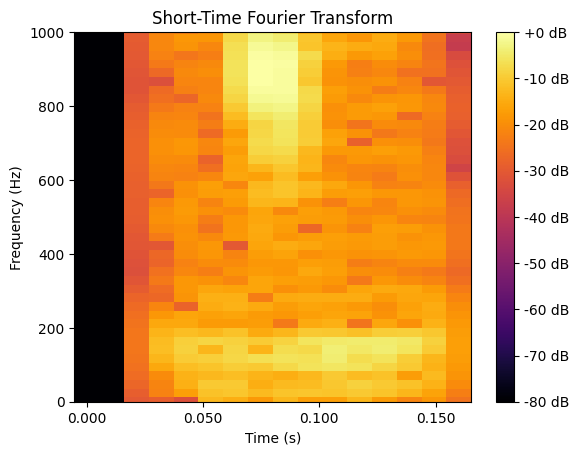 Short-Time Fourier Transform
1000
800
600
400
200
0
Frequency (Hz)
0.000
0.050
0.100
0.150
Time (s)
+0 dB
-10 dB
-20 dB
-30 dB
-40 dB
-50 dB
-60 dB
-70 dB
-80 dB